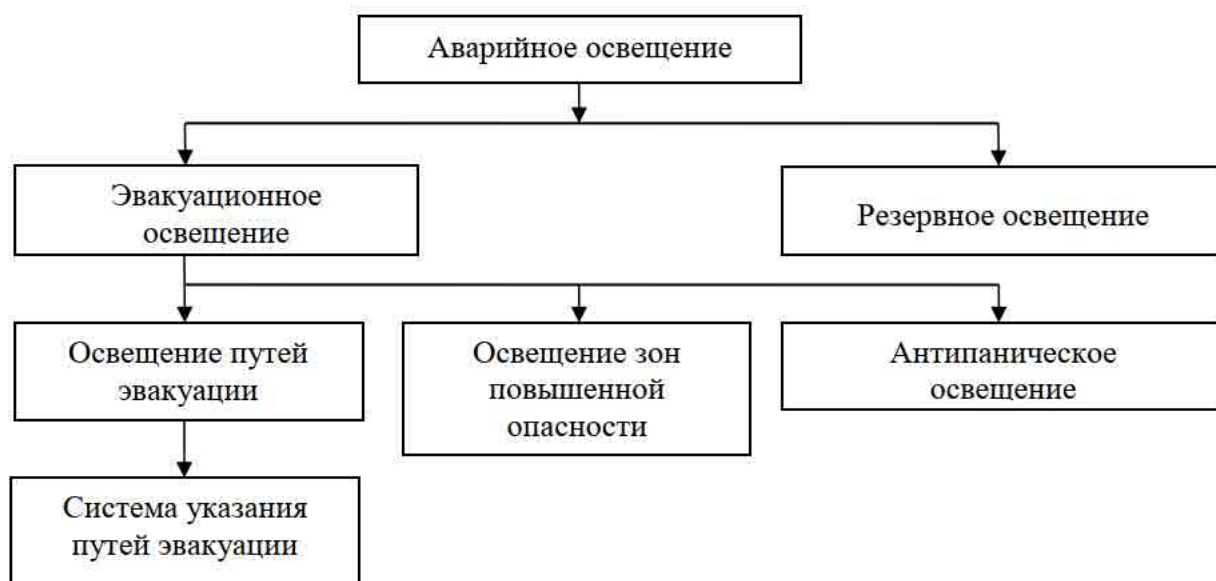 Аварийное освещение
Эвакуационное
освещение
Резервное освещение
Освещение путей
эвакуации
Освещение зон
повышенной
опасности
Антипаническое
освещение
Система указания
путей эвакуации